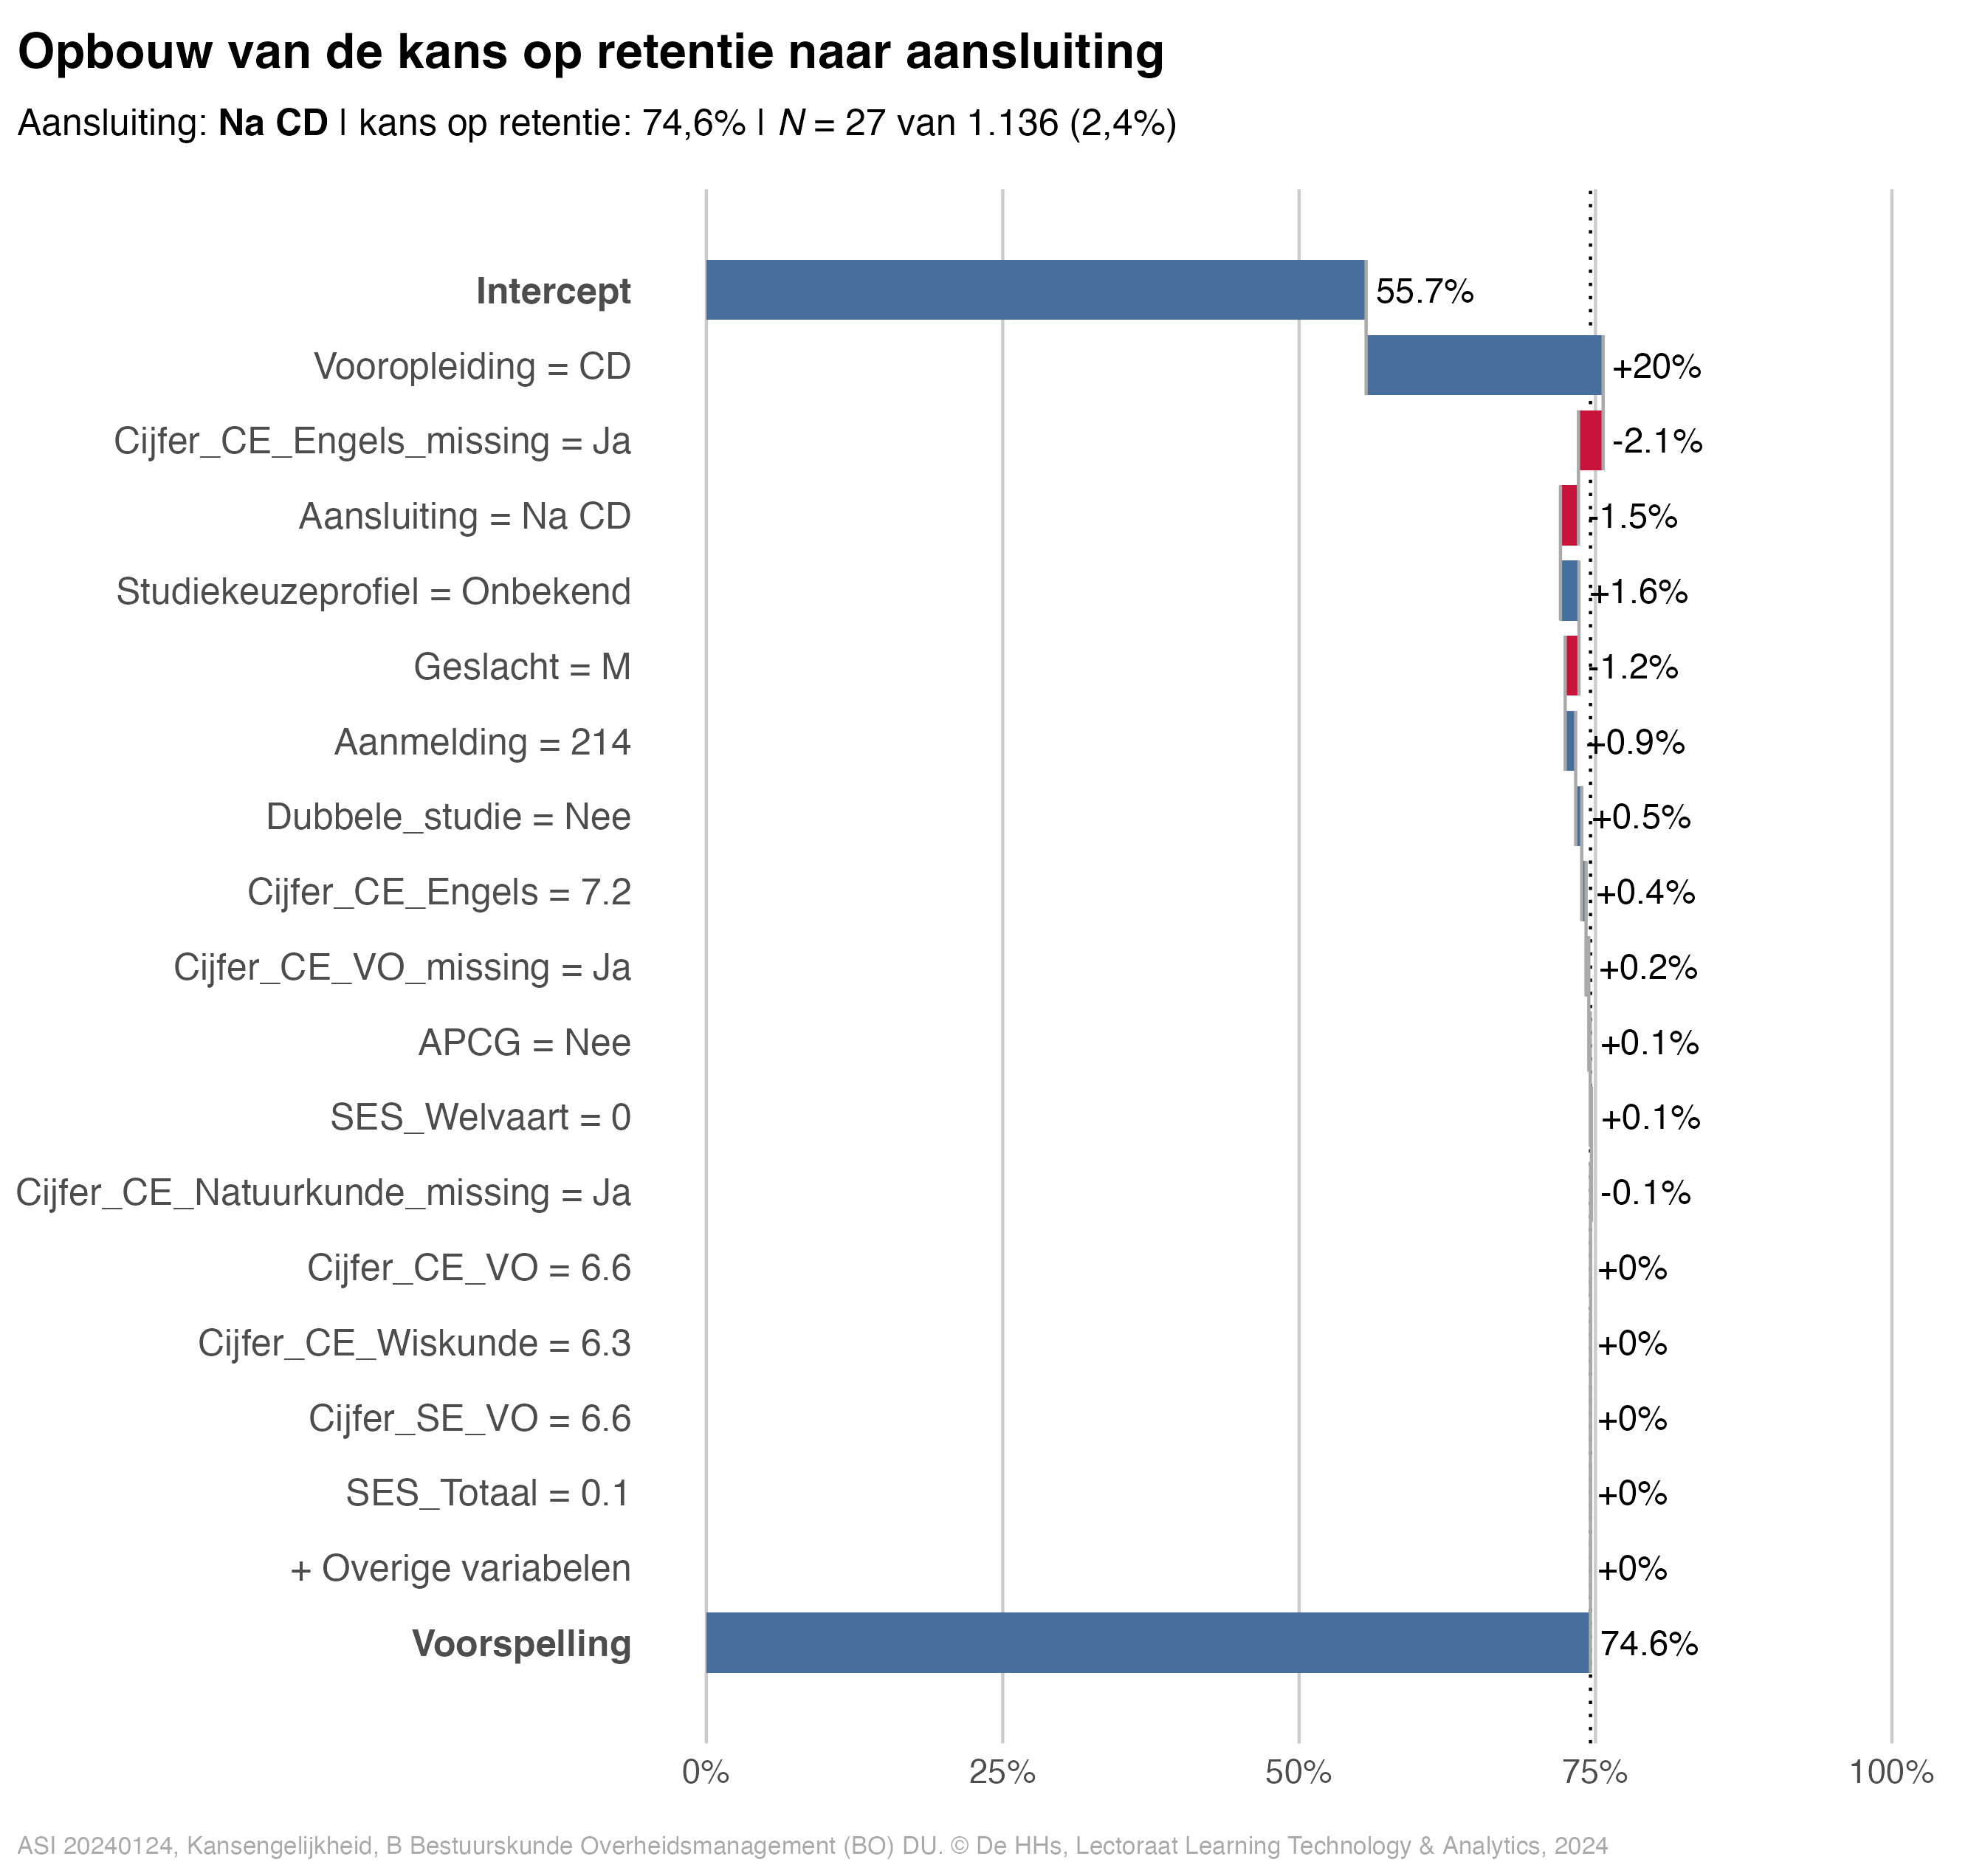 Opbouw van de kans op retentie naar aansluiting
Aansluiting: Na CD | kans op retentie: 74,6% | N = 27 van 1.136 (2,4%)
Intercept 55.7%
Vooropleiding = CD +20%
Cijfer_CE_Engels_missing = Ja -2.1%
Aansluiting = Na CD -1.5%
Studiekeuzeprofiel = Onbekend +1.6%
Geslacht = M -1.2%
Aanmelding = 214 +0.9%
Dubbele_studie = Nee +0.5%
Cijfer_CE_Engels = 7.2 +0.4%
Cijfer_CE_VO_missing = Ja +0.2%
APCG = Nee +0.1%
SES_Welvaart = 0 +0.1%
Cijfer_CE_Natuurkunde_missing = Ja -0.1%
Cijfer_CE_VO = 6.6 +0%
Cijfer_CE_Wiskunde = 6.3 +0%
Cijfer_SE_VO = 6.6 +0%
SES_Totaal = 0.1 +0%
+ Overige variabelen +0%
Voorspelling 74.6%
0% 25% 50% 75% 100%
ASI 20240124, Kansengelijkheid, B Bestuurskunde Overheidsmanagement (BO) DU. © De HHs, Lectoraat Learning Technology & Analytics, 2024